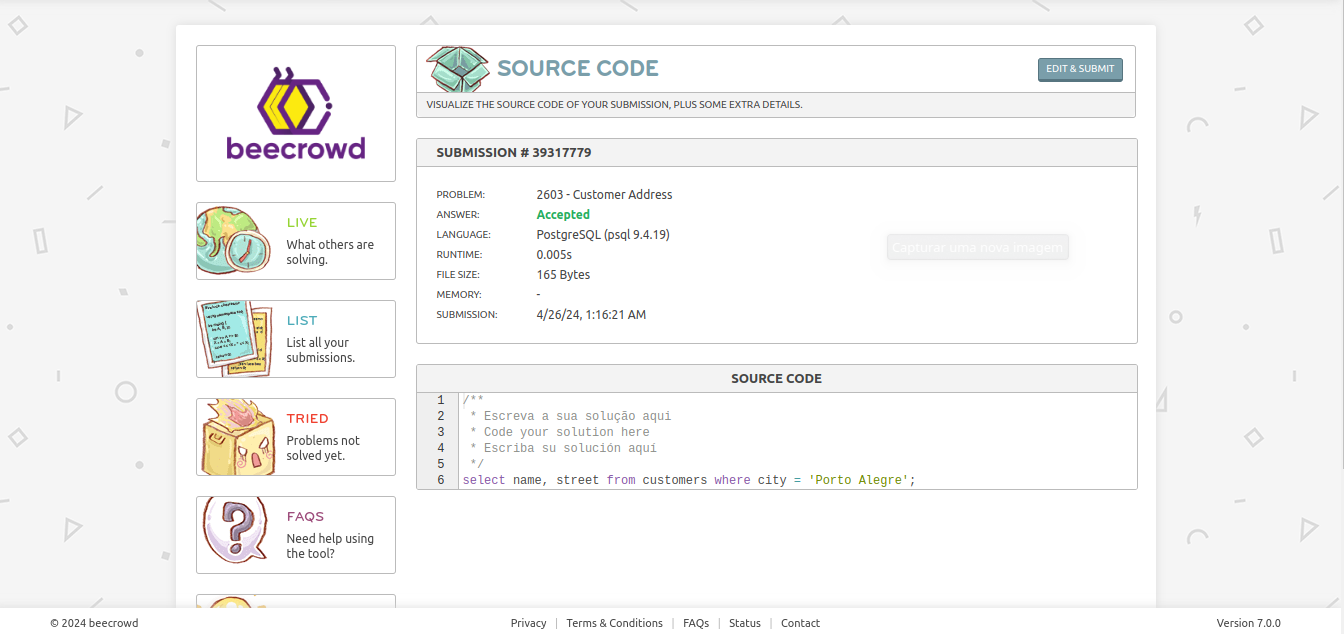 beecrowd
LIVE
What others are
solving.
LIST
List all your
submissions.
TRIED
Problems not
solved yet.
FAQS
Need help using
the tool?
SOURCE CODE
EDIT & SUBMIT
VISUALIZE THE SOURCE CODE OF YOUR SUBMISSION, PLUS SOME EXTRA DETAILS.
SUBMISSION # 39317779
PROBLEM: 2603 - Customer Address
ANSWER: Accepted
LANGUAGE: PostgreSQL (psql 9.4.19)
RUNTIME: 0.005s
FILE SIZE: 165 Bytes
MEMORY: -
SUBMISSION: 4/26/24, 1:16:21 AM
Capturar uma nova imagem
SOURCE CODE
1 /**
2 * Escreva a sua solução aqui
3 * Code your solution here
4 * Escriba su solución aquí
5 */
6 select name, street from customers where city = 'Porto Alegre';
© 2024 beecrowd
Privacy | Terms & Conditions | FAQs | Status | Contact
Version 7.0.0